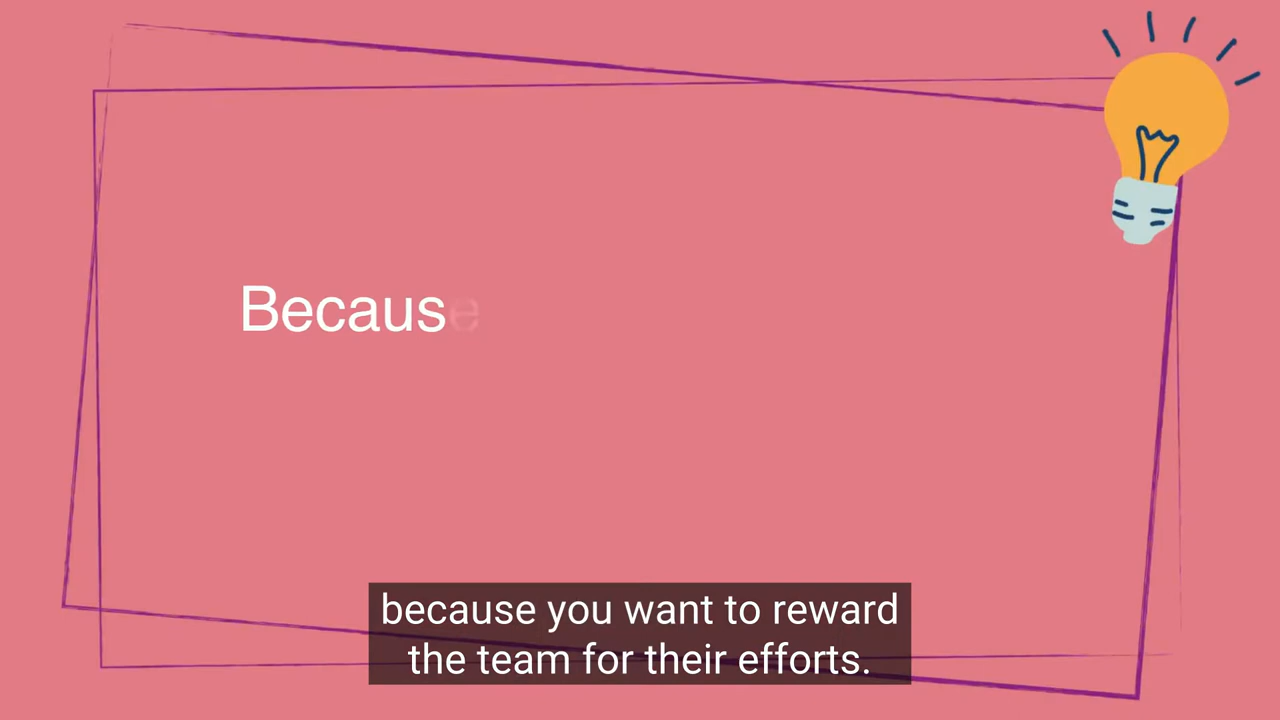 Because
because you want to reward
the team for their efforts.